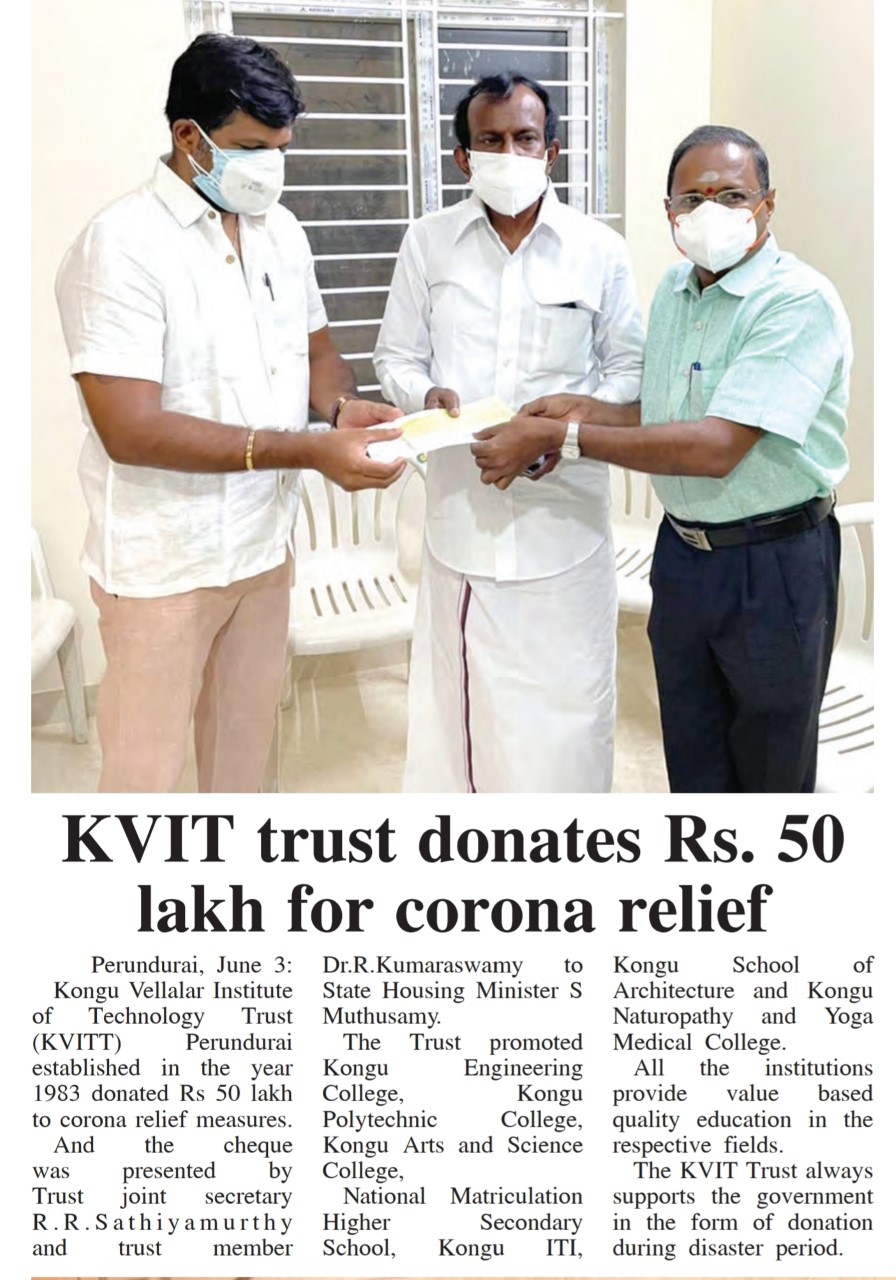 KVIT trust donates Rs. 50
lakh for corona relief
Perundurai, June 3:
Kongu Vellalar Institute
of Technology Trust
(KVITT) Perundurai
established in the year
1983 donated Rs 50 lakh
to corona relief measures.
And the cheque
was presented by
Trust joint secretary
R.R.Sathiyamurthy
and trust member
Dr.R.Kumaraswamy to
State Housing Minister S
Muthusamy.
The Trust promoted
Kongu Engineering
College, Kongu
Polytechnic College,
Kongu Arts and Science
College,
National Matriculation
Higher Secondary
School, Kongu ITI,
Kongu School of
Architecture and Kongu
Naturopathy and Yoga
Medical College.
All the institutions
provide value based
quality education in the
respective fields.
The KVIT Trust always
supports the government
in the form of donation
during disaster period.